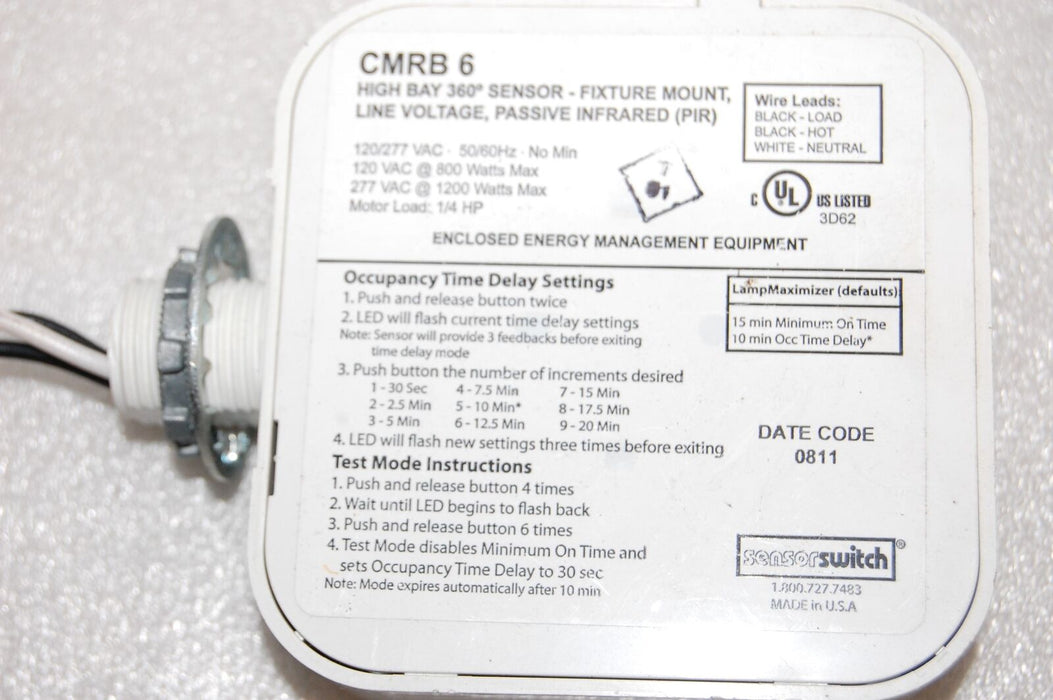 CMRB 6
HIGH BAY 360° SENSOR - FIXTURE MOUNT,
LINE VOLTAGE, PASSIVE INFRARED (PIR)
120/277 VAC · 50/60Hz · No Min
120 VAC @ 800 Watts Max
277 VAC @ 1200 Watts Max
Motor Load: 1/4 HP
7
Wire Leads:
BLACK - LOAD
BLACK - HOT
WHITE - NEUTRAL
C UL US LISTED
3D62
ENCLOSED ENERGY MANAGEMENT EQUIPMENT
Occupancy Time Delay Settings
1. Push and release button twice
2. LED will flash current time delay settings
Note: Sensor will provide 3 feedbacks before exiting
time delay mode
3. Push button the number of increments desired
1 - 30 Sec 4 - 7.5 Min 7 - 15 Min
2 - 2.5 Min 5 - 10 Min* 8 - 17.5 Min
3 - 5 Min 6 - 12.5 Min 9 - 20 Min
4. LED will flash new settings three times before exiting
Test Mode Instructions
1. Push and release button 4 times
2. Wait until LED begins to flash back
3. Push and release button 6 times
4. Test Mode disables Minimum On Time and
sets Occupancy Time Delay to 30 sec
Note: Mode expires automatically after 10 min
LampMaximizer (defaults)
15 min Minimum On Time
10 min Occ Time Delay*
DATE CODE
0811
sensorswitch®
1.800.727.7483
MADE in U.S.A